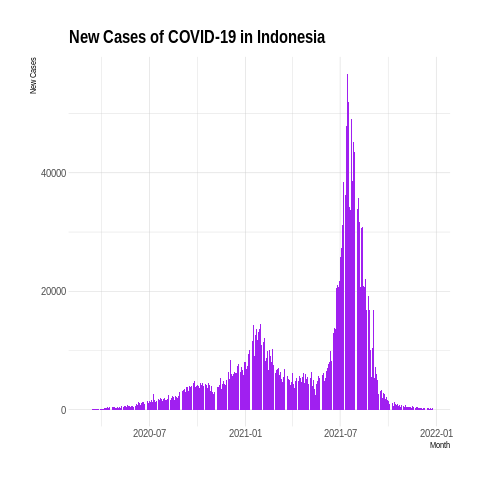 New Cases of COVID-19 in Indonesia
New Cases
40000
20000
0
2020-07 2021-01 2021-07 2022-01
Month